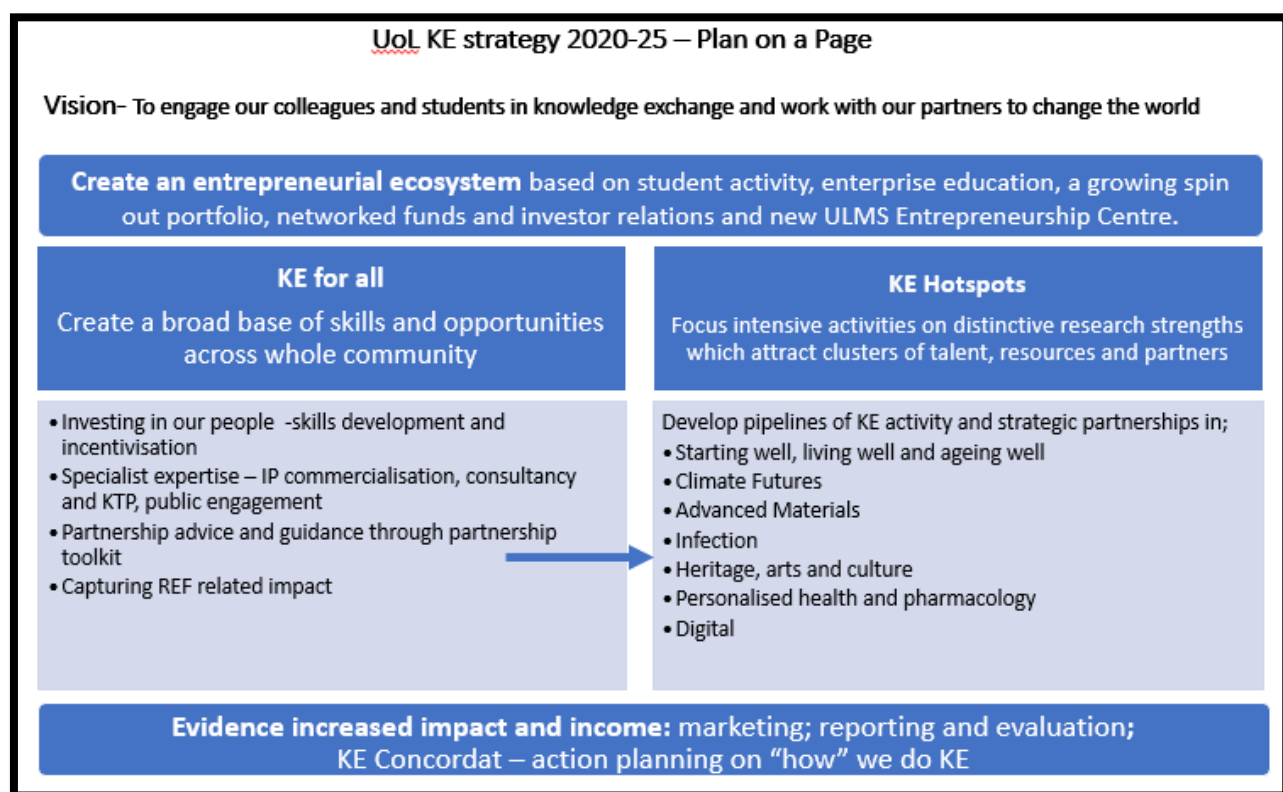 UoL KE strategy 2020-25 – Plan on a Page
Vision- To engage our colleagues and students in knowledge exchange and work with our partners to change the world
Create an entrepreneurial ecosystem based on student activity, enterprise education, a growing spin
out portfolio, networked funds and investor relations and new ULMS Entrepreneurship Centre.
KE for all
Create a broad base of skills and opportunities
across whole community
•Investing in our people -skills development and
incentivisation
•Specialist expertise – IP commercialisation, consultancy
and KTP, public engagement
•Partnership advice and guidance through partnership
toolkit
•Capturing REF related impact
KE Hotspots
Focus intensive activities on distinctive research strengths
which attract clusters of talent, resources and partners
Develop pipelines of KE activity and strategic partnerships in;
•Starting well, living well and ageing well
•Climate Futures
•Advanced Materials
•Infection
•Heritage, arts and culture
•Personalised health and pharmacology
•Digital
Evidence increased impact and income: marketing; reporting and evaluation;
KE Concordat – action planning on “how” we do KE